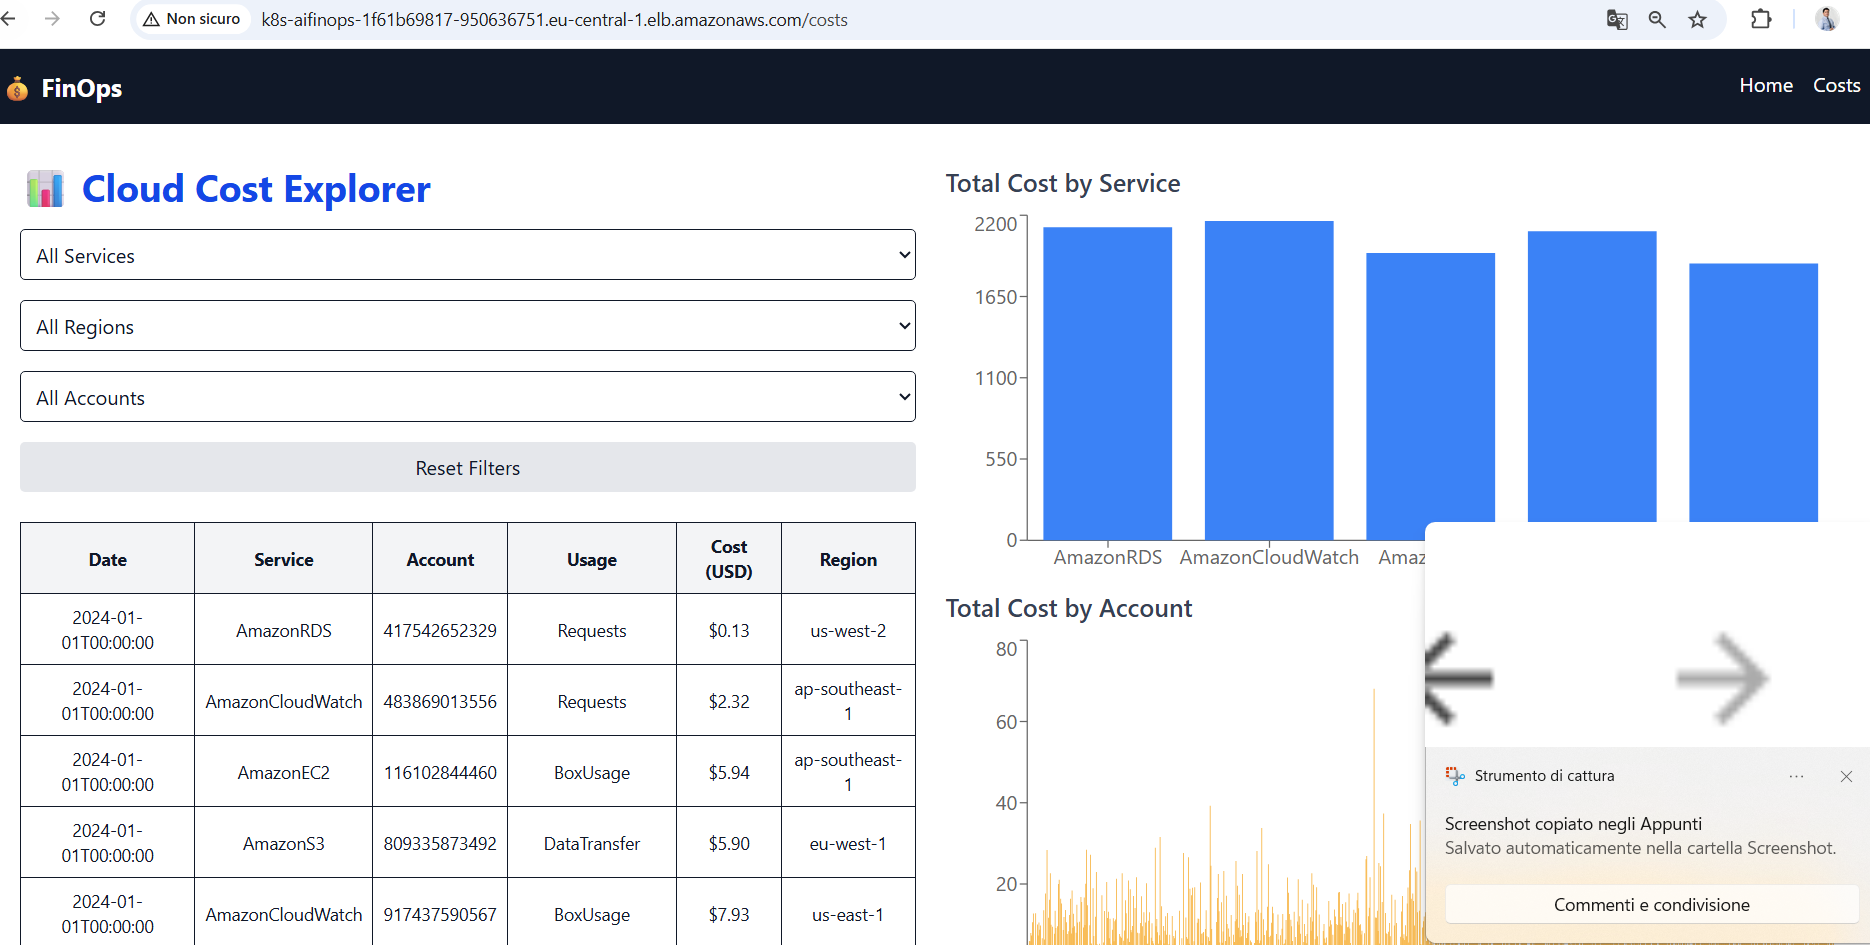 Non sicuro
k8s-aifinops-1f61b69817-950636751.eu-central-1.elb.amazonaws.com/costs
FinOps
Home
Costs
Cloud Cost Explorer
All Services
All Regions
All Accounts
Reset Filters
Date Service Account Usage Cost (USD) Region
2024-01-01T00:00:00 AmazonRDS 417542652329 Requests $0.13 us-west-2
2024-01-01T00:00:00 AmazonCloudWatch 483869013556 Requests $2.32 ap-southeast-1
2024-01-01T00:00:00 AmazonEC2 116102844460 BoxUsage $5.94 ap-southeast-1
2024-01-01T00:00:00 AmazonS3 809335873492 DataTransfer $5.90 eu-west-1
2024-01-01T00:00:00 AmazonCloudWatch 917437590567 BoxUsage $7.93 us-east-1
Total Cost by Service
2200
1650
1100
550
0
AmazonRDS AmazonCloudWatch Amaz
Total Cost by Account
80
60
40
20
Strumento di cattura
Screenshot copiato negli Appunti
Salvato automaticamente nella cartella Screenshot.
Commenti e condivisione